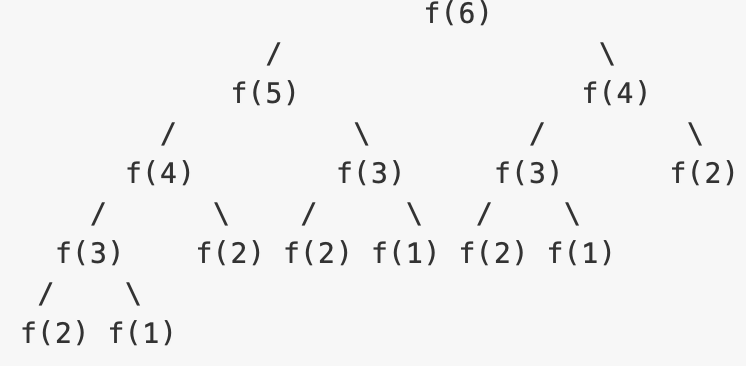 f(6)
/ \
f(5) f(4)
/ \ / \
f(4) f(3) f(3) f(2)
/ \ / \ / \
f(3) f(2) f(2) f(1) f(2) f(1)
/ \
f(2) f(1)